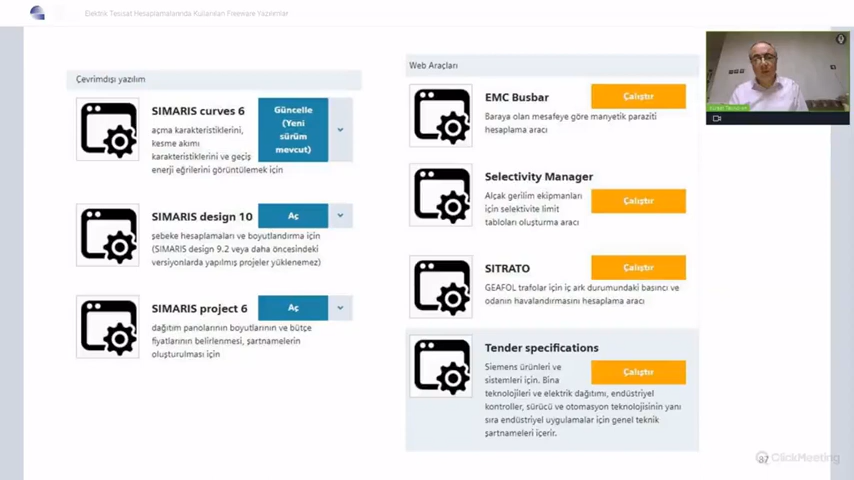 Elektrik Tesisat Hesaplamalarında Kullanılan Freeware Yazılımlar
Çevrimdışı yazılım
SIMARIS curves 6
açma karakteristiklerini,
kesme akımı
karakteristiklerini ve geçiş
enerji eğrilerini görüntülemek için
Güncelle
(Yeni
sürüm
mevcut)
SIMARIS design 10
Aç
şebeke hesaplamaları ve boyutlandırma için
(SIMARIS design 9.2 veya daha öncesindeki
versiyonlarda yapılmış projeler yüklenemez)
SIMARIS project 6
Aç
dağıtım panolarının boyutlarının ve bütçe
fiyatlarının belirlenmesi, şartnamelerin
oluşturulması için
Web Araçları
EMC Busbar
Çalıştır
Baraya olan mesafeye göre manyetik paraziti
hesaplama aracı
Selectivity Manager
Çalıştır
Alçak gerilim ekipmanları
için selektivite limit
tabloları oluşturma aracı
SITRATO
Çalıştır
GEAFOL trafolar için iç ark durumundaki basıncı ve
odanın havalandırmasını hesaplama aracı
Tender specifications
Çalıştır
Siemens ürünleri ve
sistemleri için. Bina
teknolojileri ve elektrik dağıtımı, endüstriyel
kontroller, sürücü ve otomasyon teknolojisinin yanı
sıra endüstriyel uygulamalar için genel teknik
şartnameleri içerir.
87
ClickMeeting